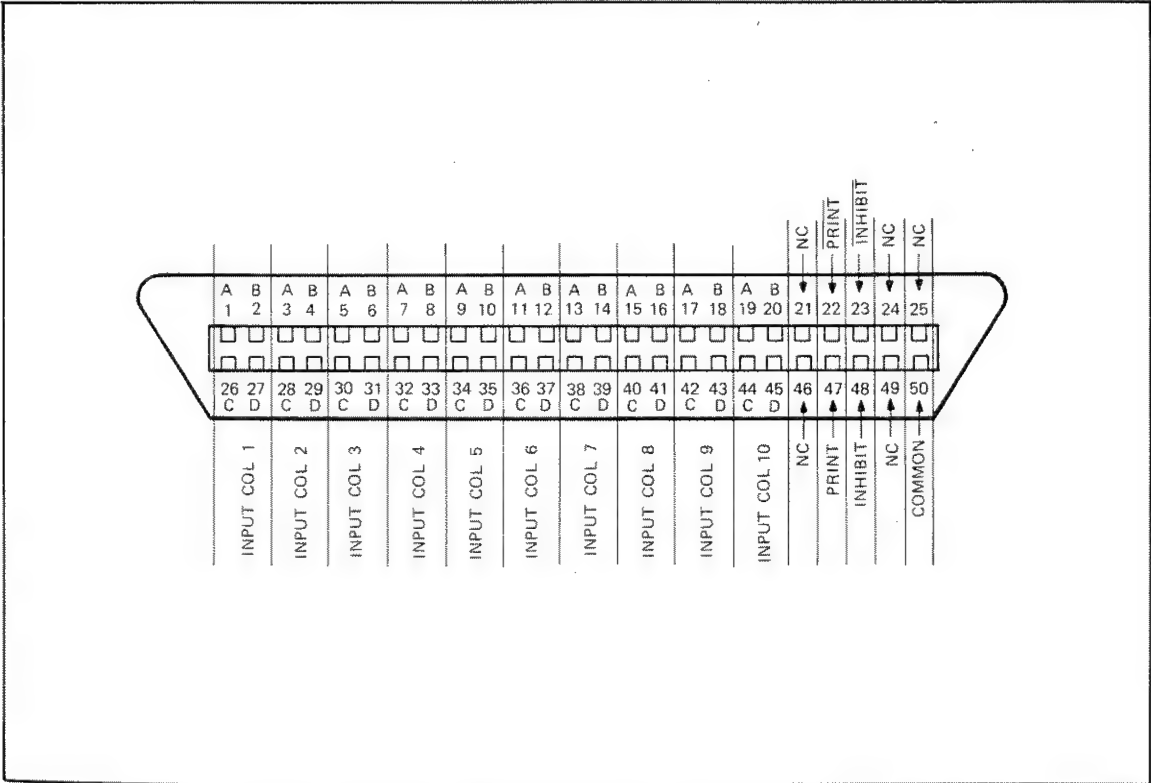 NC
PRINT
INHIBIT
NC
NC
A B A B A B A B A B A B A B A B A B A B
1 2 3 4 5 6 7 8 9 10 11 12 13 14 15 16 17 18 19 20 21 22 23 24 25
26 27 28 29 30 31 32 33 34 35 36 37 38 39 40 41 42 43 44 45 46 47 48 49 50
C D C D C D C D C D C D C D C D C D C D
INPUT COL 1
INPUT COL 2
INPUT COL 3
INPUT COL 4
INPUT COL 5
INPUT COL 6
INPUT COL 7
INPUT COL 8
INPUT COL 9
INPUT COL 10
NC
PRINT
INHIBIT
NC
COMMON